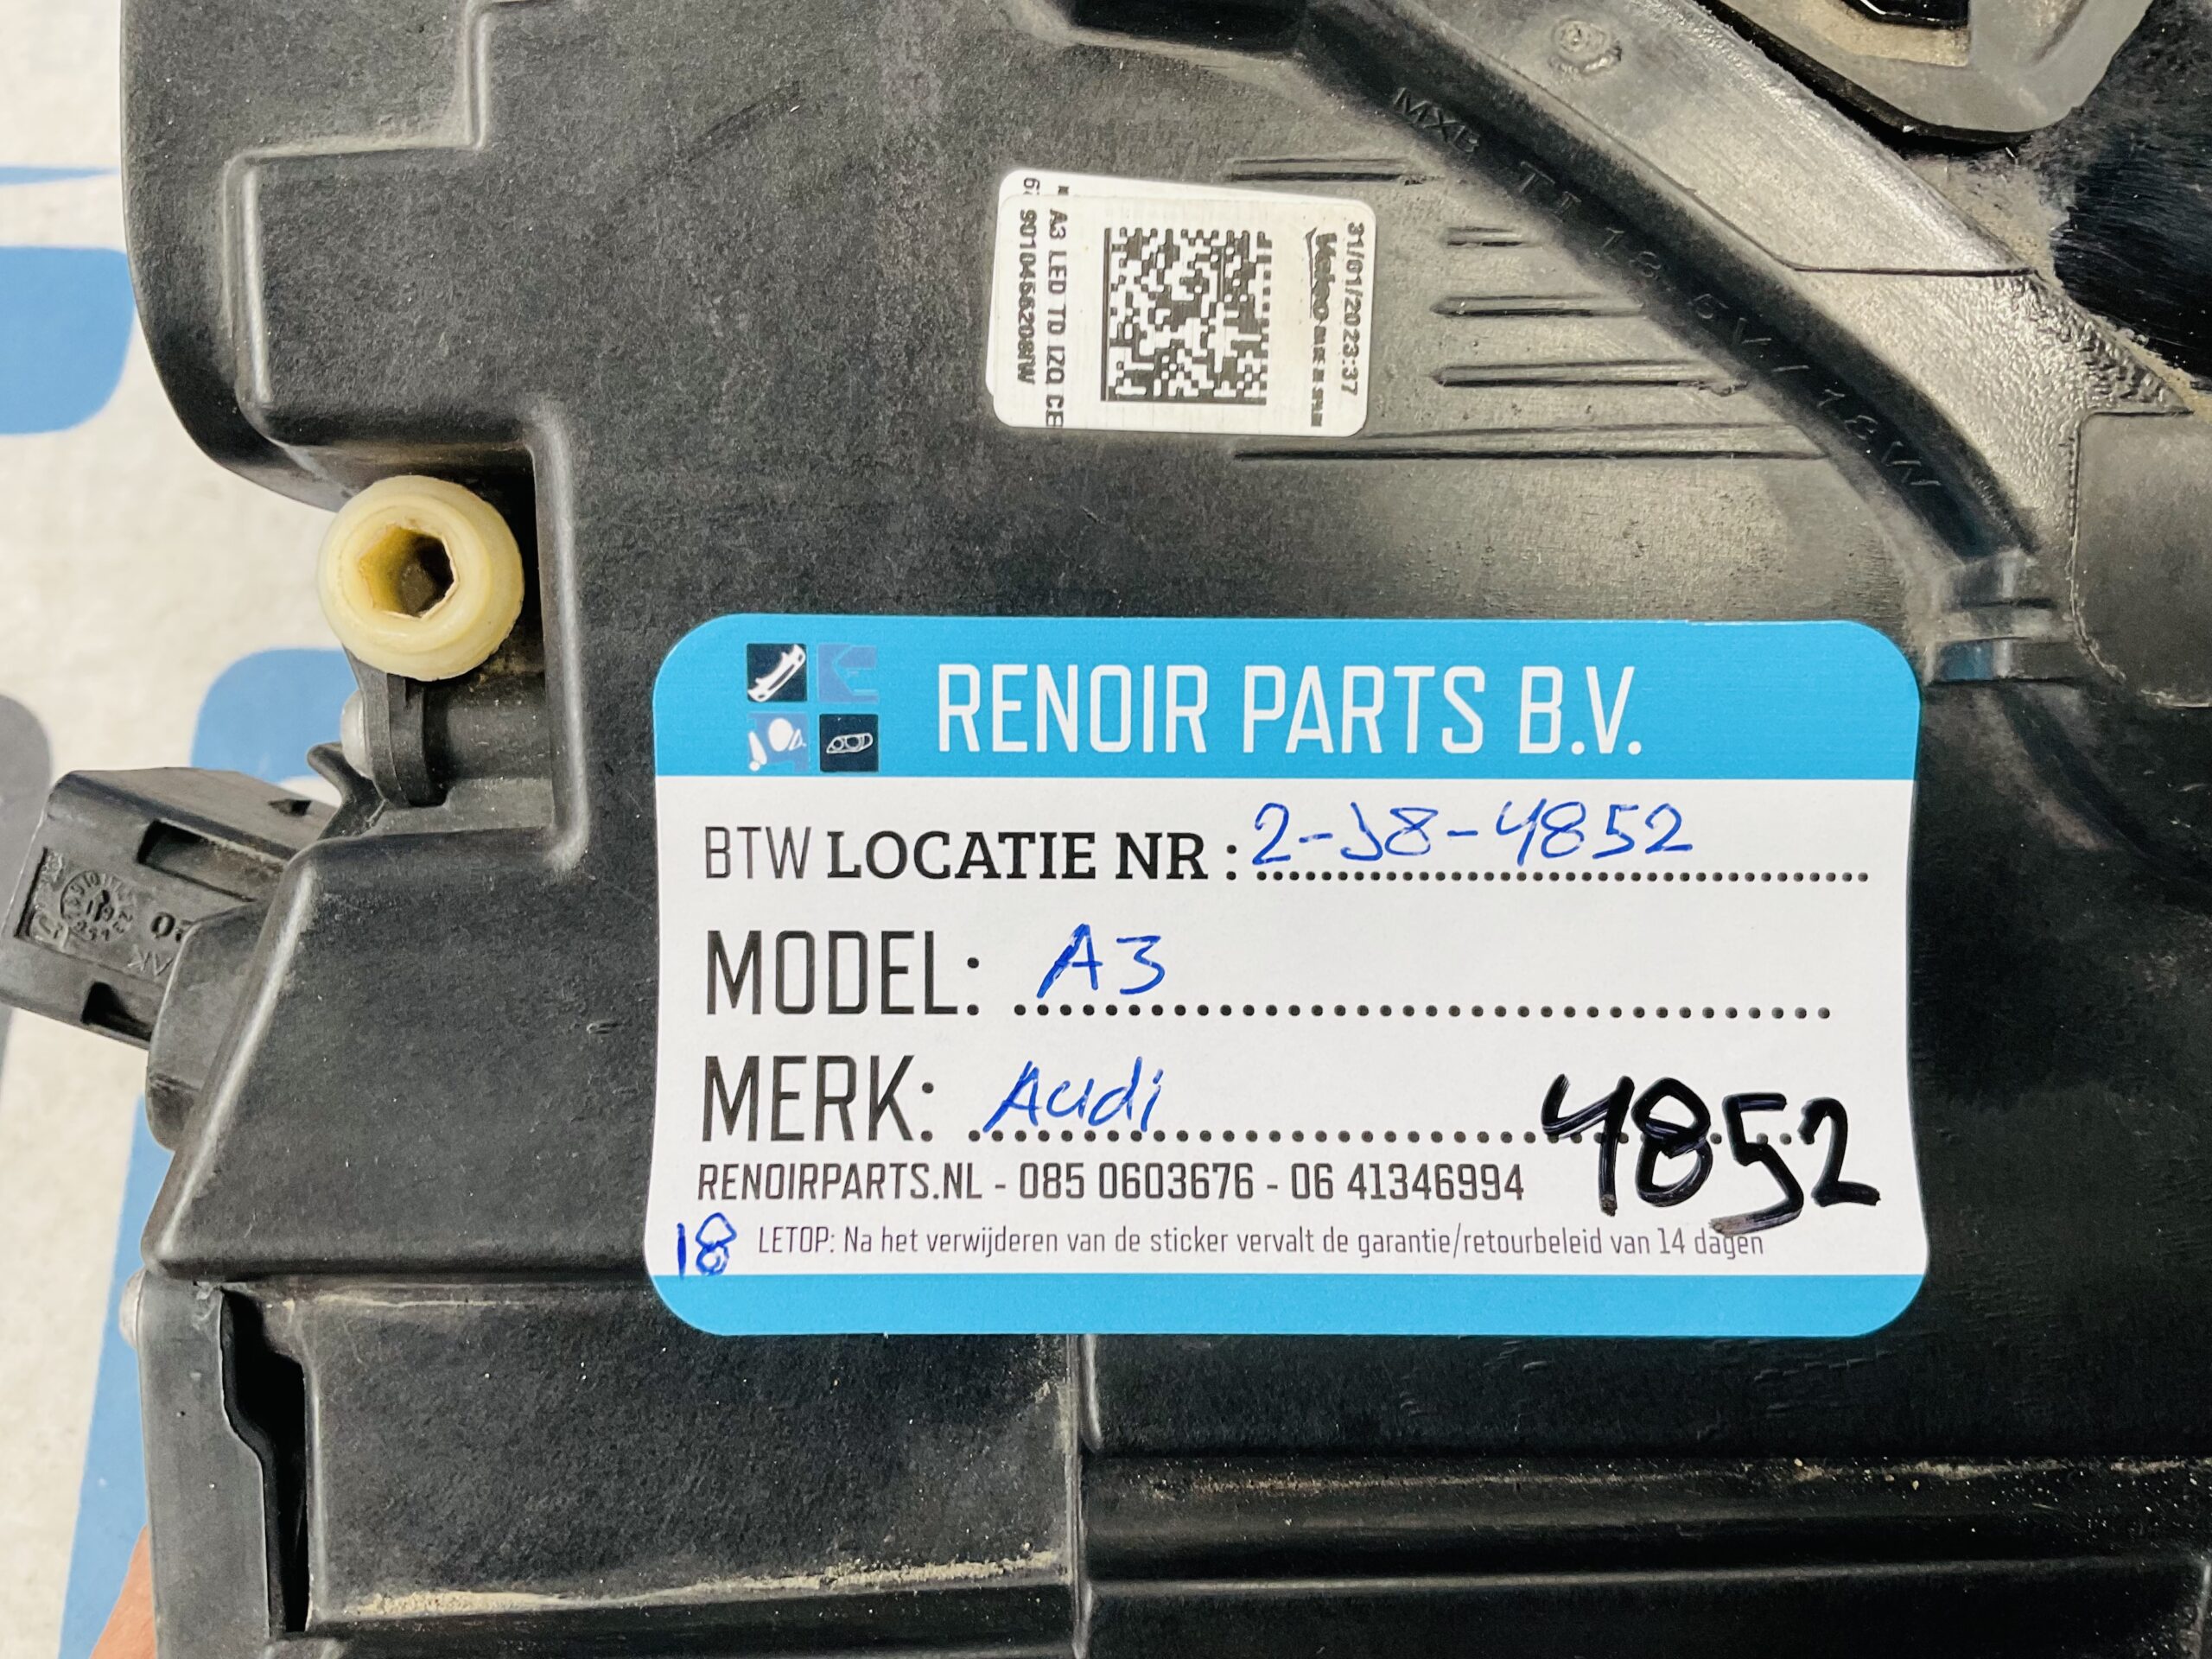 31/01/2023:37
Valeo
A3 LED TD IZQ CE
90104562081W
RENOIR PARTS B.V.
BTW LOCATIE NR : 2-J8-4852
MODEL: A3
MERK: Audi
4852
RENOIRPARTS.NL - 085 0603676 - 06 41346994
18
LETOP: Na het verwijderen van de sticker vervalt de garantie/retourbeleid van 14 dagen